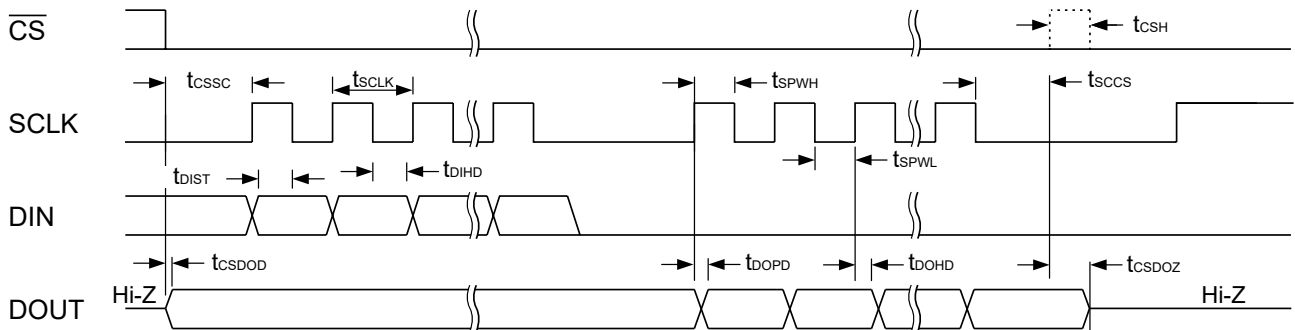 CS
tCSH
tCSSC
tSCLK
tSPWH
tSCCS
SCLK
tSPWL
tDIST
tDIHD
DIN
tCSDOD
tDOPD
tDOHD
tCSDOZ
Hi-Z
Hi-Z
DOUT